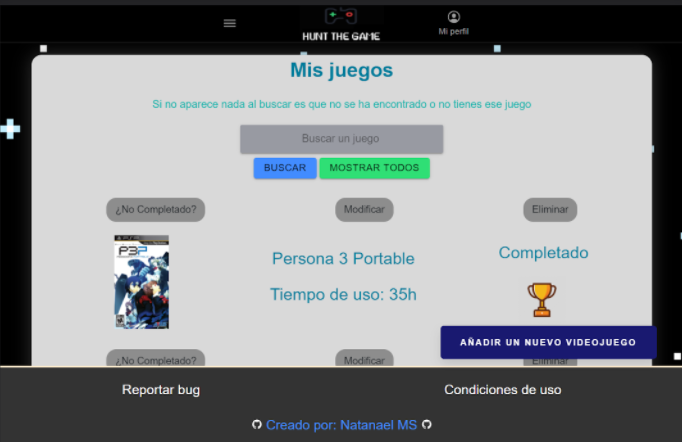 HUNT THE GAME
Mi perfil
Mis juegos
Si no aparece nada al buscar es que no se ha encontrado o no tienes ese juego
Buscar un juego
BUSCAR
MOSTRAR TODOS
¿No Completado?
Modificar
Eliminar
P3P
Persona 3 Portable
Tiempo de uso: 35h
Completado
AÑADIR UN NUEVO VIDEOJUEGO
¿No Completado?
Modificar
Eliminar
Reportar bug
Condiciones de uso
Creado por: Natanael MS